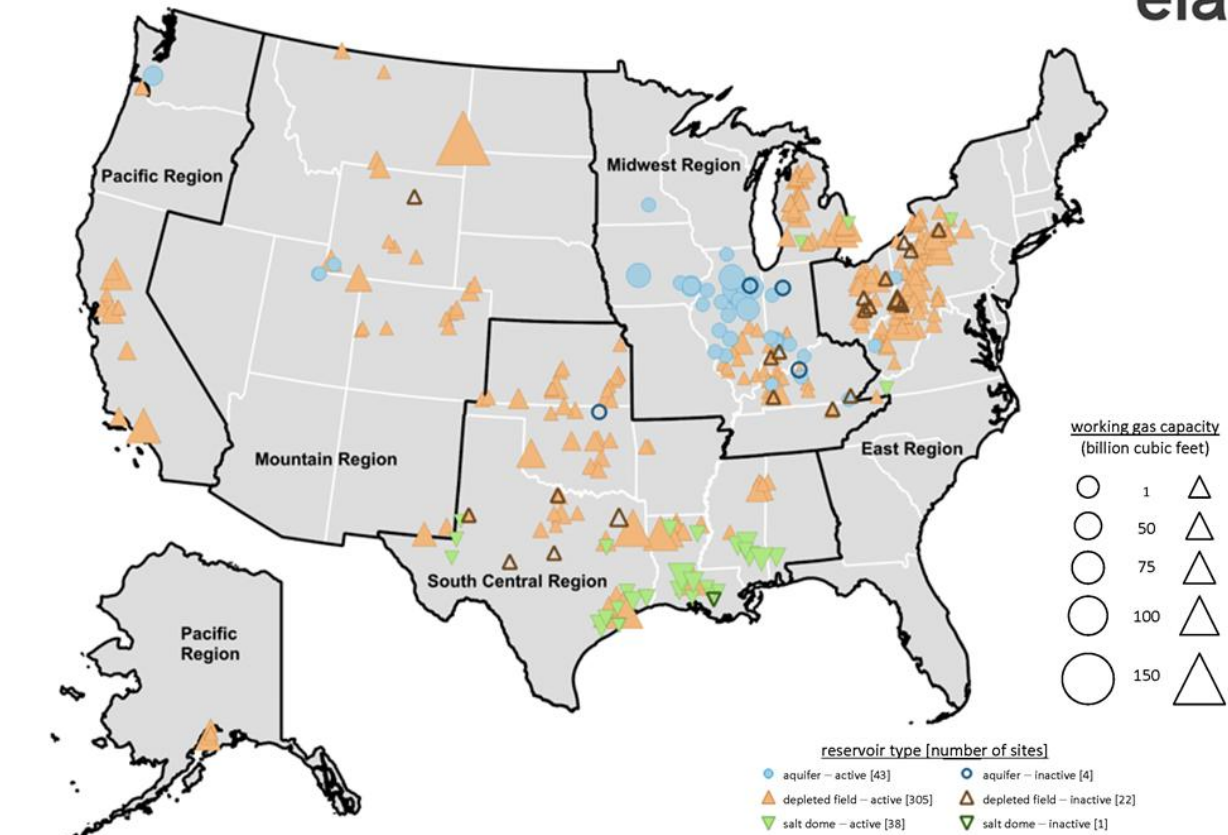 eia
Pacific Region
Midwest Region
Mountain Region
East Region
South Central Region
Pacific
Region
working gas capacity
(billion cubic feet)
1
50
75
100
150
reservoir type [number of sites]
aquifer – active [43]
aquifer – inactive [4]
depleted field – active [305]
depleted field – inactive [22]
salt dome – active [38]
salt dome – inactive [1]